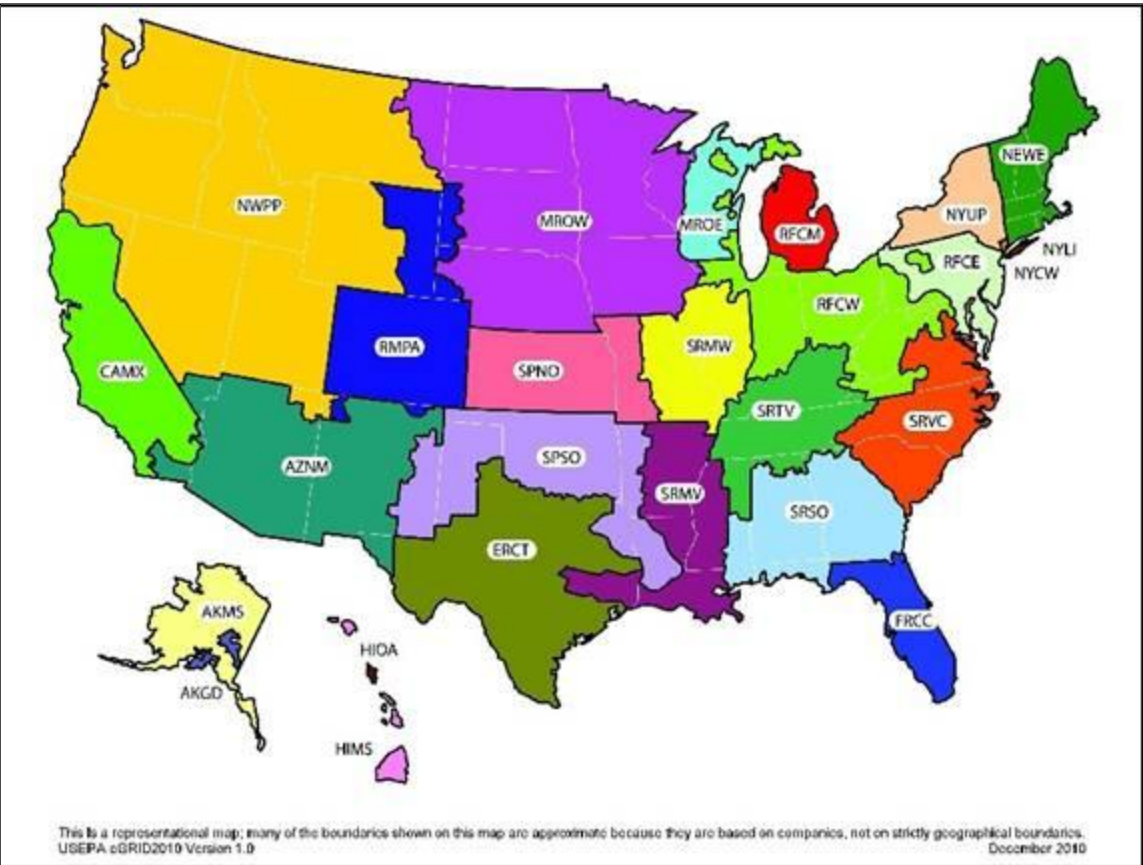 NEWE
NWPP
MROW
MROE
RFCM
NYUP
NYLI
RFCE
NYCW
RFCW
RMPA
SRMW
CAMX
SPNO
SRTV
SRVC
AZNM
SPSO
SRMV
SRSO
ERCT
AKMS
FRCC
HIOA
AKGD
HIMS
This is a representational map; many of the boundaries shown on this map are approximate because they are based on companies, not on strictly geographical boundaries.
USEPA eGRID2010 Version 1.0
December 2010